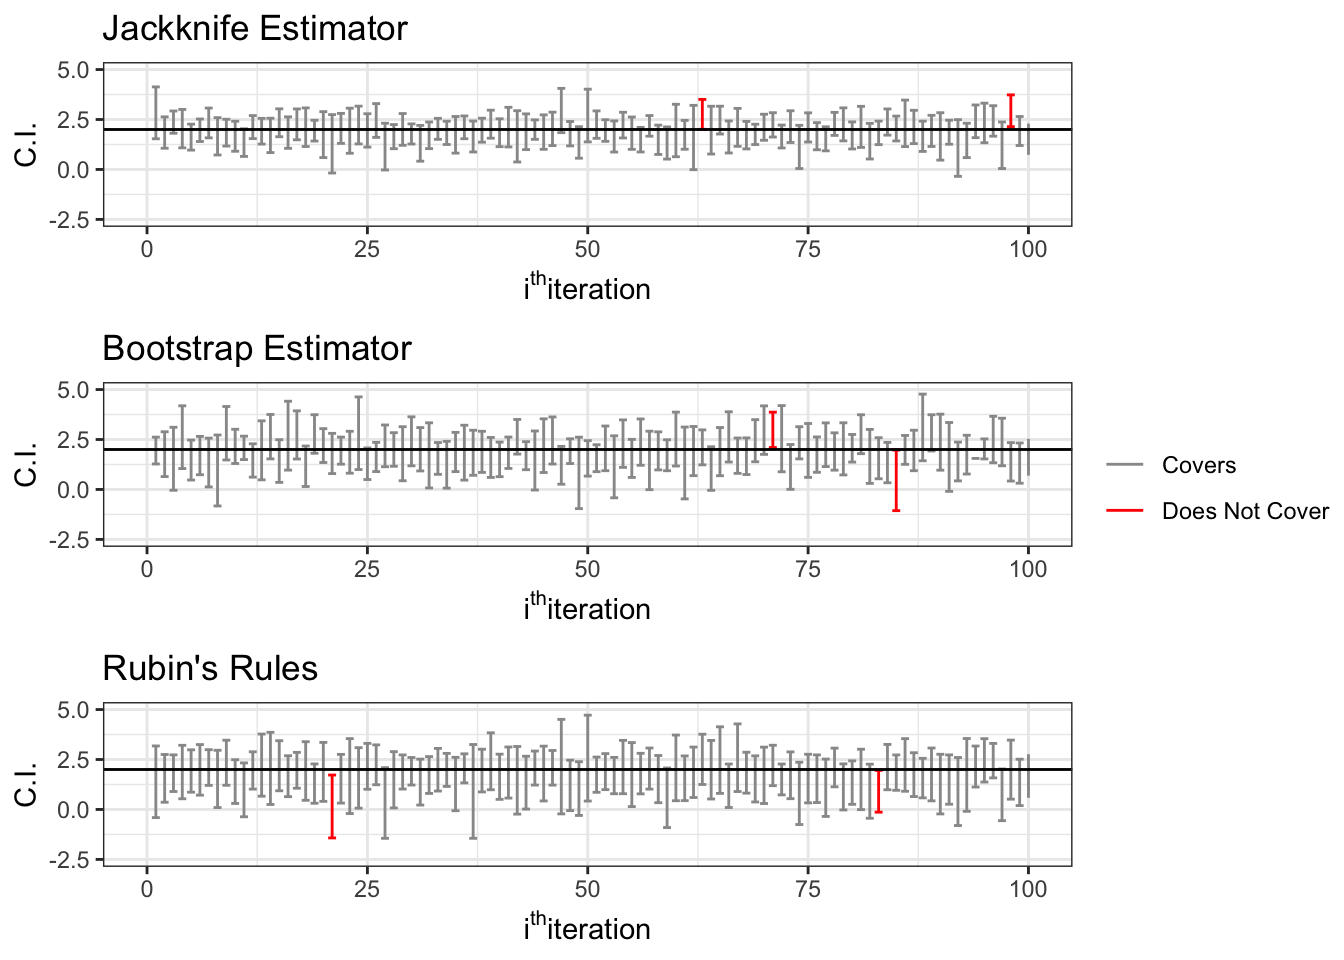 Jackknife Estimator
5.0
2.5
0.0
-2.5
C.I.
0 25 50 75 100
iᵗʰiteration
Bootstrap Estimator
5.0
2.5
0.0
-2.5
C.I.
0 25 50 75 100
iᵗʰiteration
Covers
Does Not Cover
Rubin's Rules
5.0
2.5
0.0
-2.5
C.I.
0 25 50 75 100
iᵗʰiteration